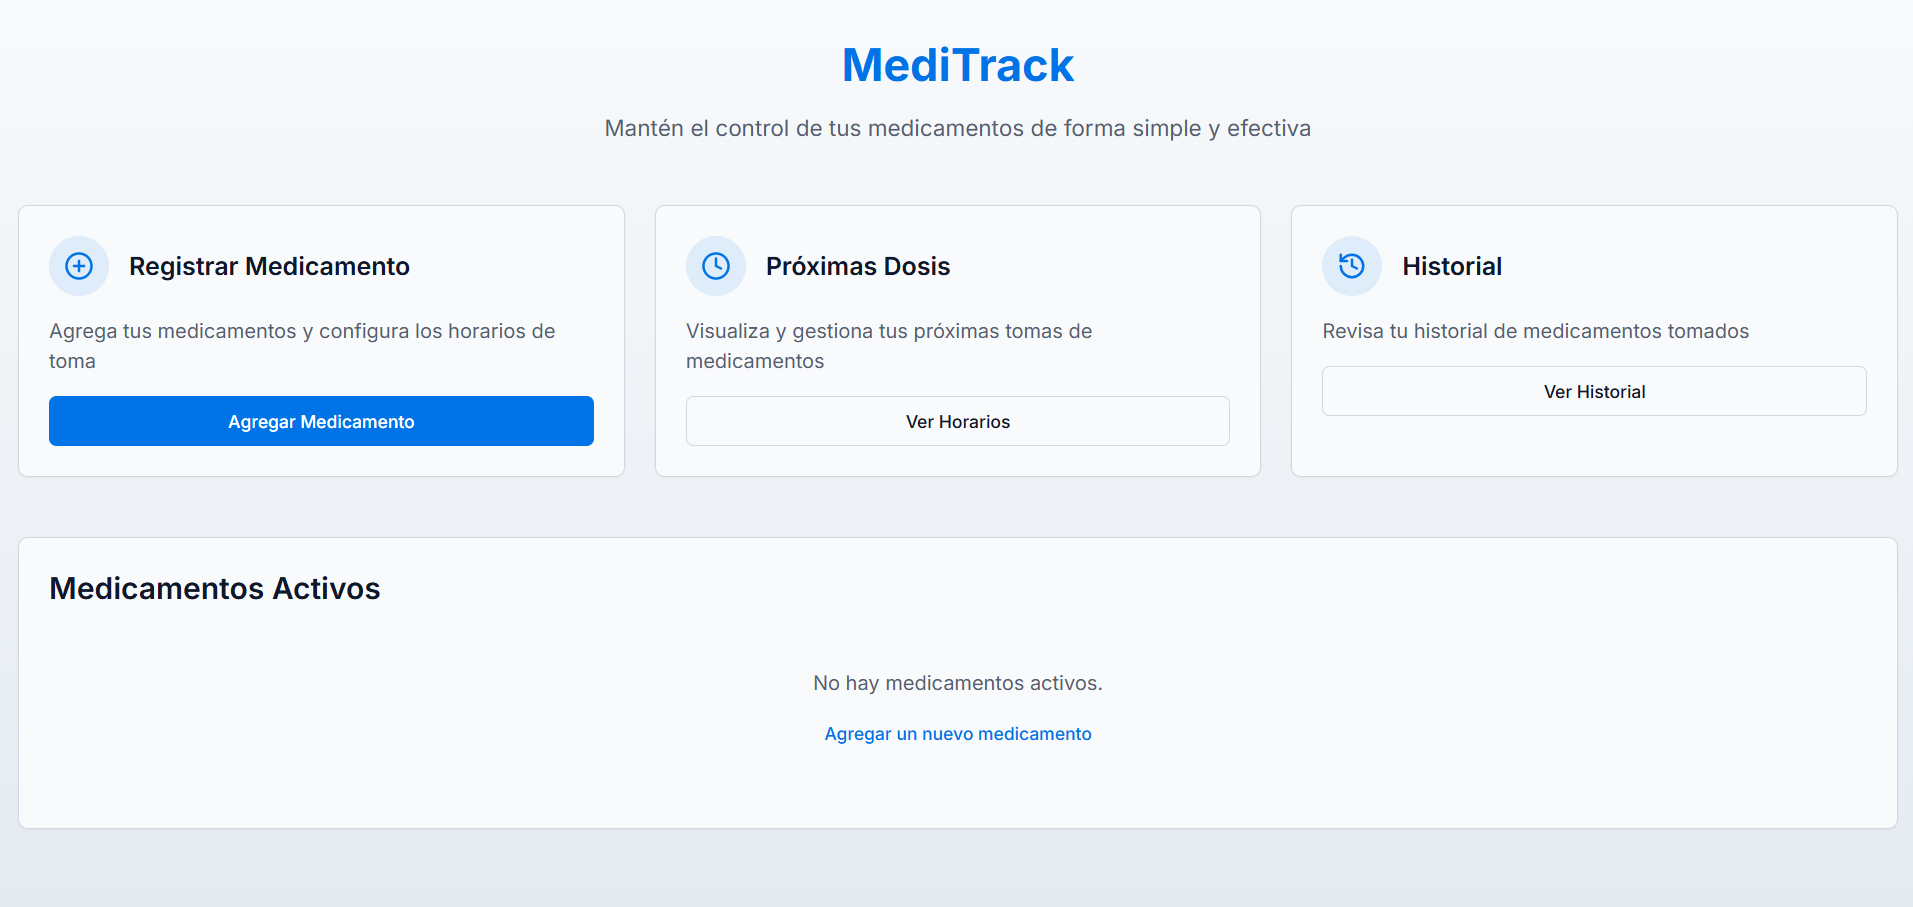 MediTrack
Mantén el control de tus medicamentos de forma simple y efectiva
Registrar Medicamento
Agrega tus medicamentos y configura los horarios de
toma
Agregar Medicamento
Próximas Dosis
Visualiza y gestiona tus próximas tomas de
medicamentos
Ver Horarios
Historial
Revisa tu historial de medicamentos tomados
Ver Historial
Medicamentos Activos
No hay medicamentos activos.
Agregar un nuevo medicamento